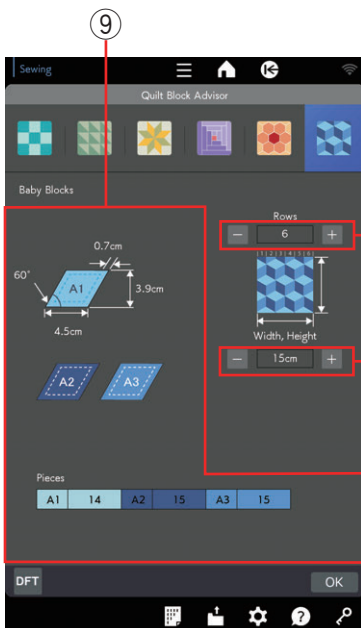 9
Sewing
Quilt Block Advisor
Baby Blocks
Rows
− 6 +
0.7cm
60°
A1
3.9cm
4.5cm
1 2 3 4 5 6
Width, Height
− 15cm +
A2 A3
Pieces
A1 14 A2 15 A3 15
DFT
OK
?